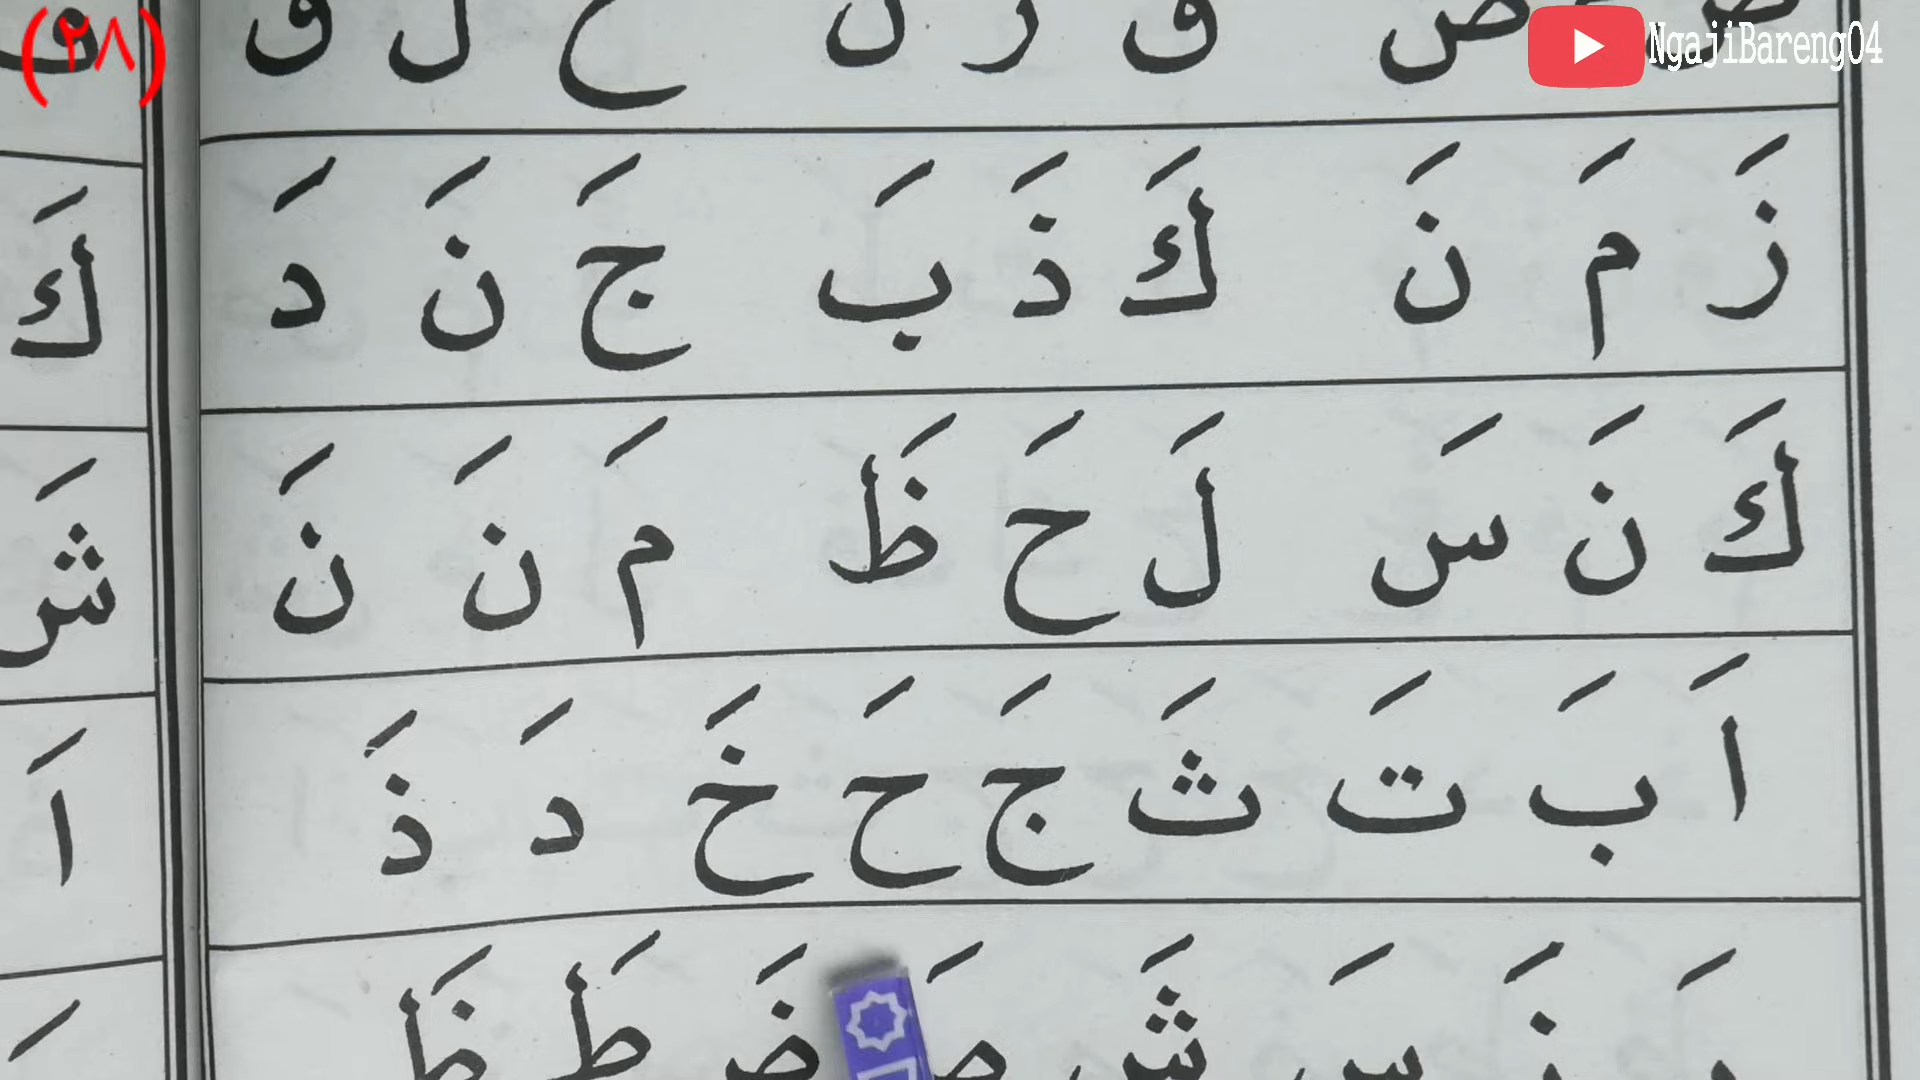 (٢٨)
NgajiBareng04
زَ مَ نَ كَ ذَ بَ جَ نَ دَ
كَ نَ سَ لَ حَ ظَ مَ نَ نَ
اَ بَ تَ ثَ جَ حَ خَ دَ ذَ
رَ زَ سَ شَ صَ ضَ طَ ظَ
كَ
شَ
اَ